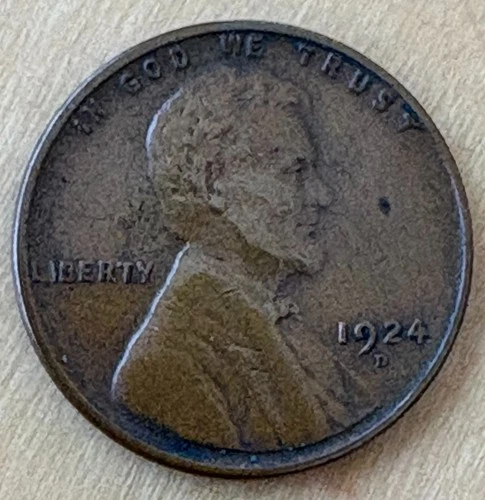 IN GOD WE TRUST
LIBERTY
1924
D